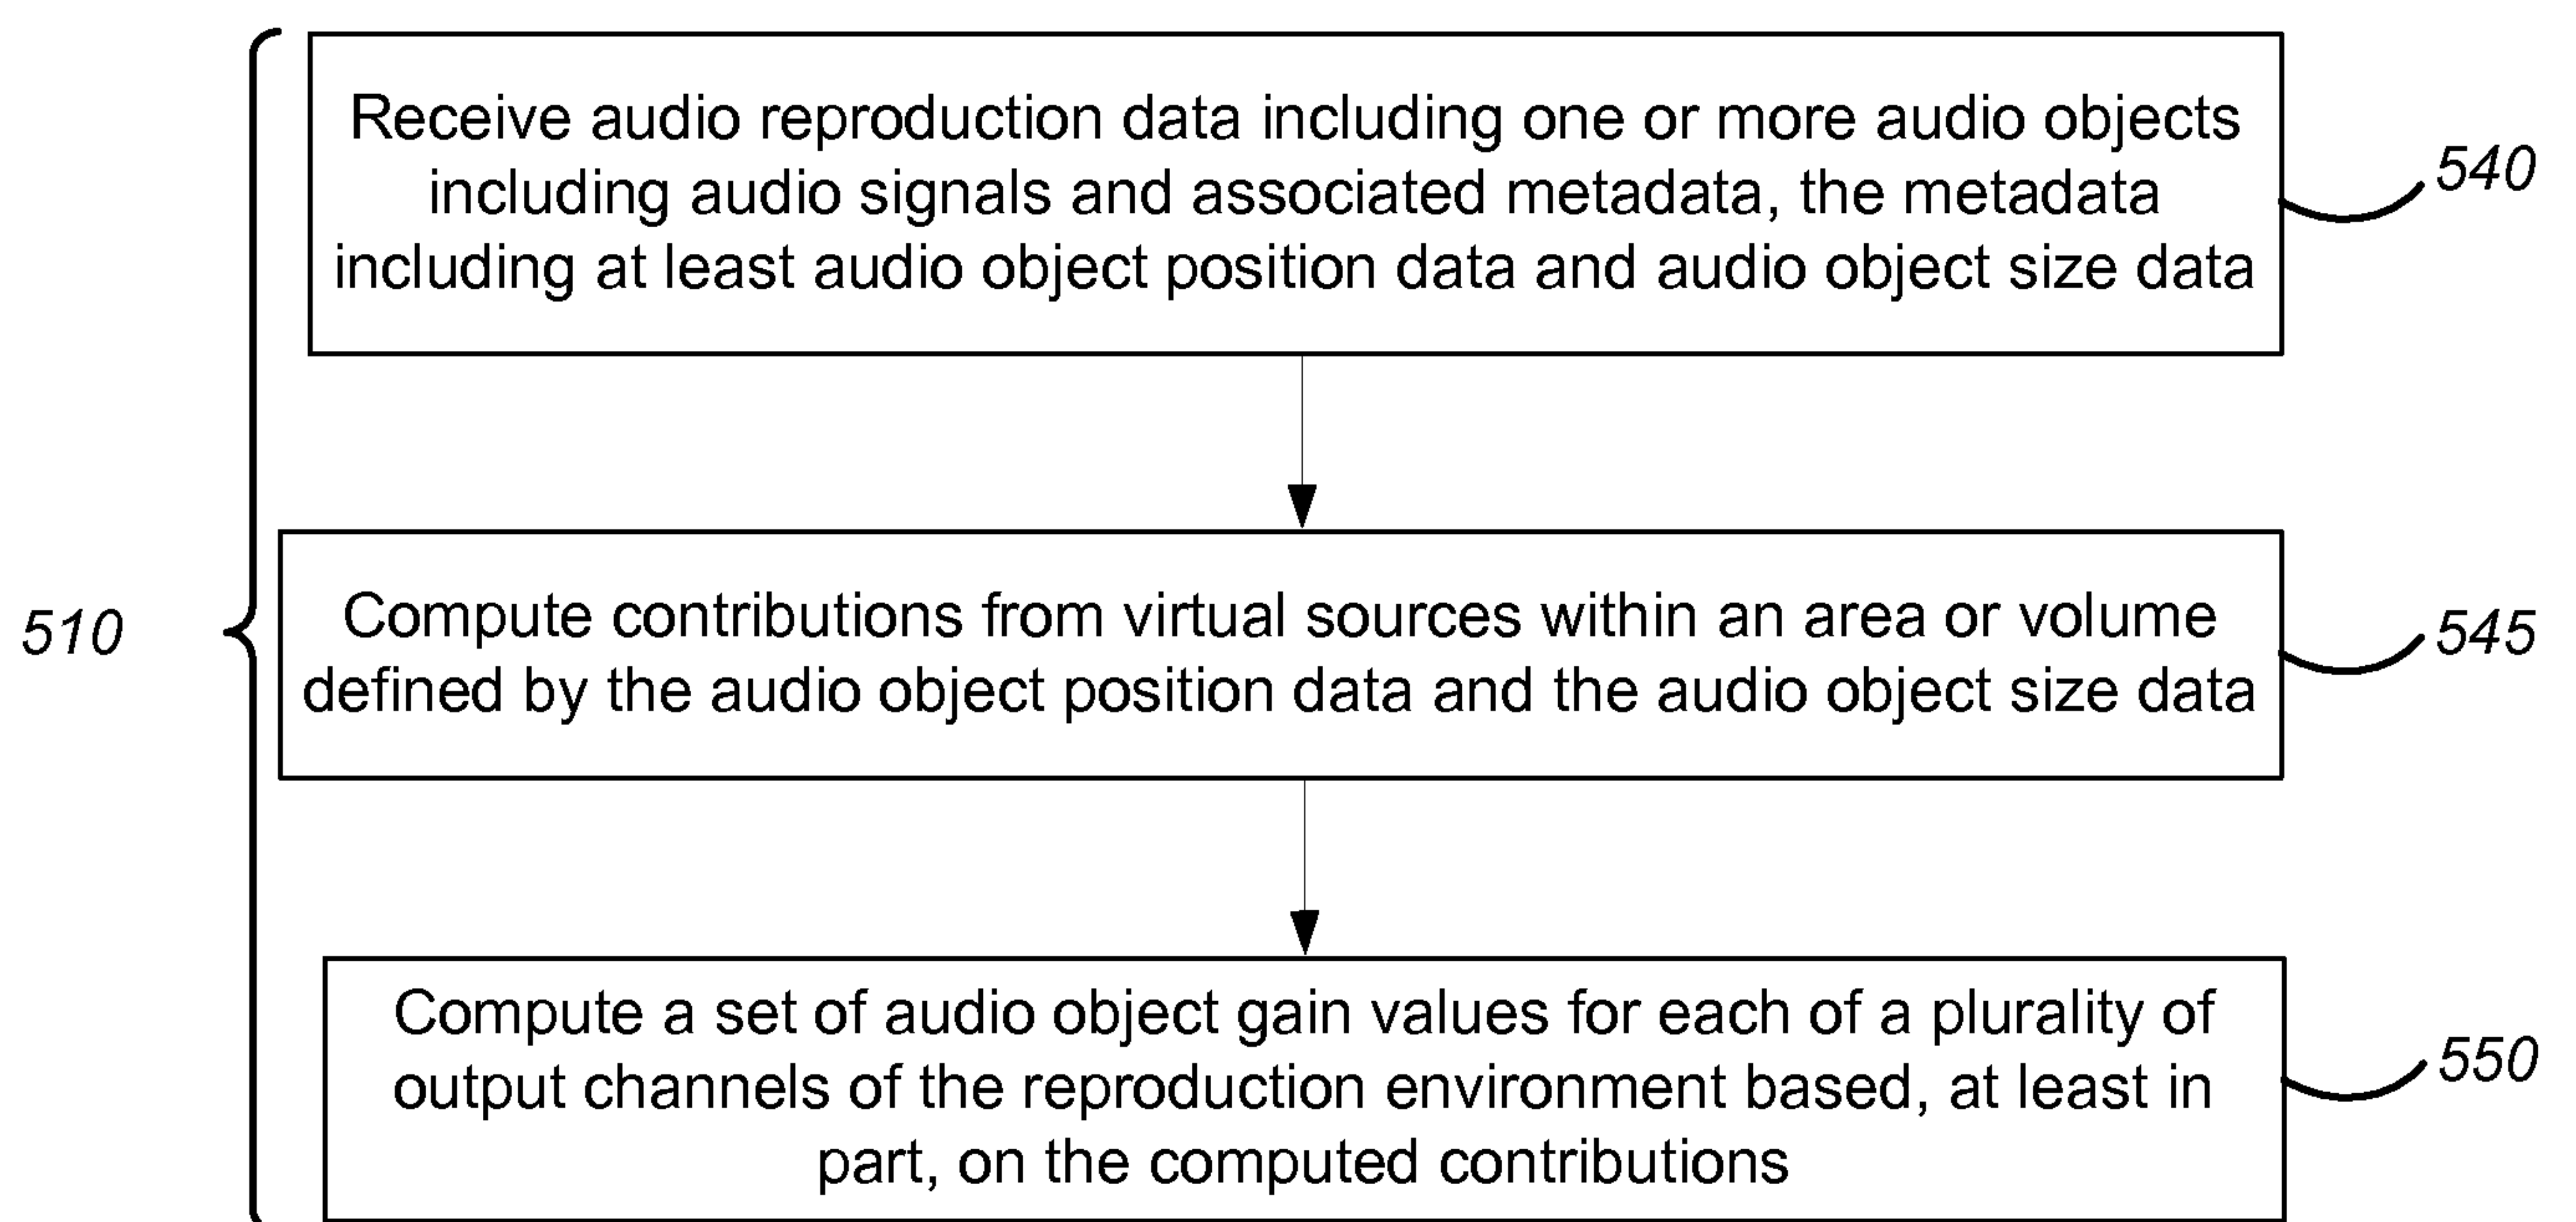 Receive audio reproduction data including one or more audio objects
including audio signals and associated metadata, the metadata
including at least audio object position data and audio object size data
540
510
Compute contributions from virtual sources within an area or volume
defined by the audio object position data and the audio object size data
545
Compute a set of audio object gain values for each of a plurality of
output channels of the reproduction environment based, at least in
part, on the computed contributions
550